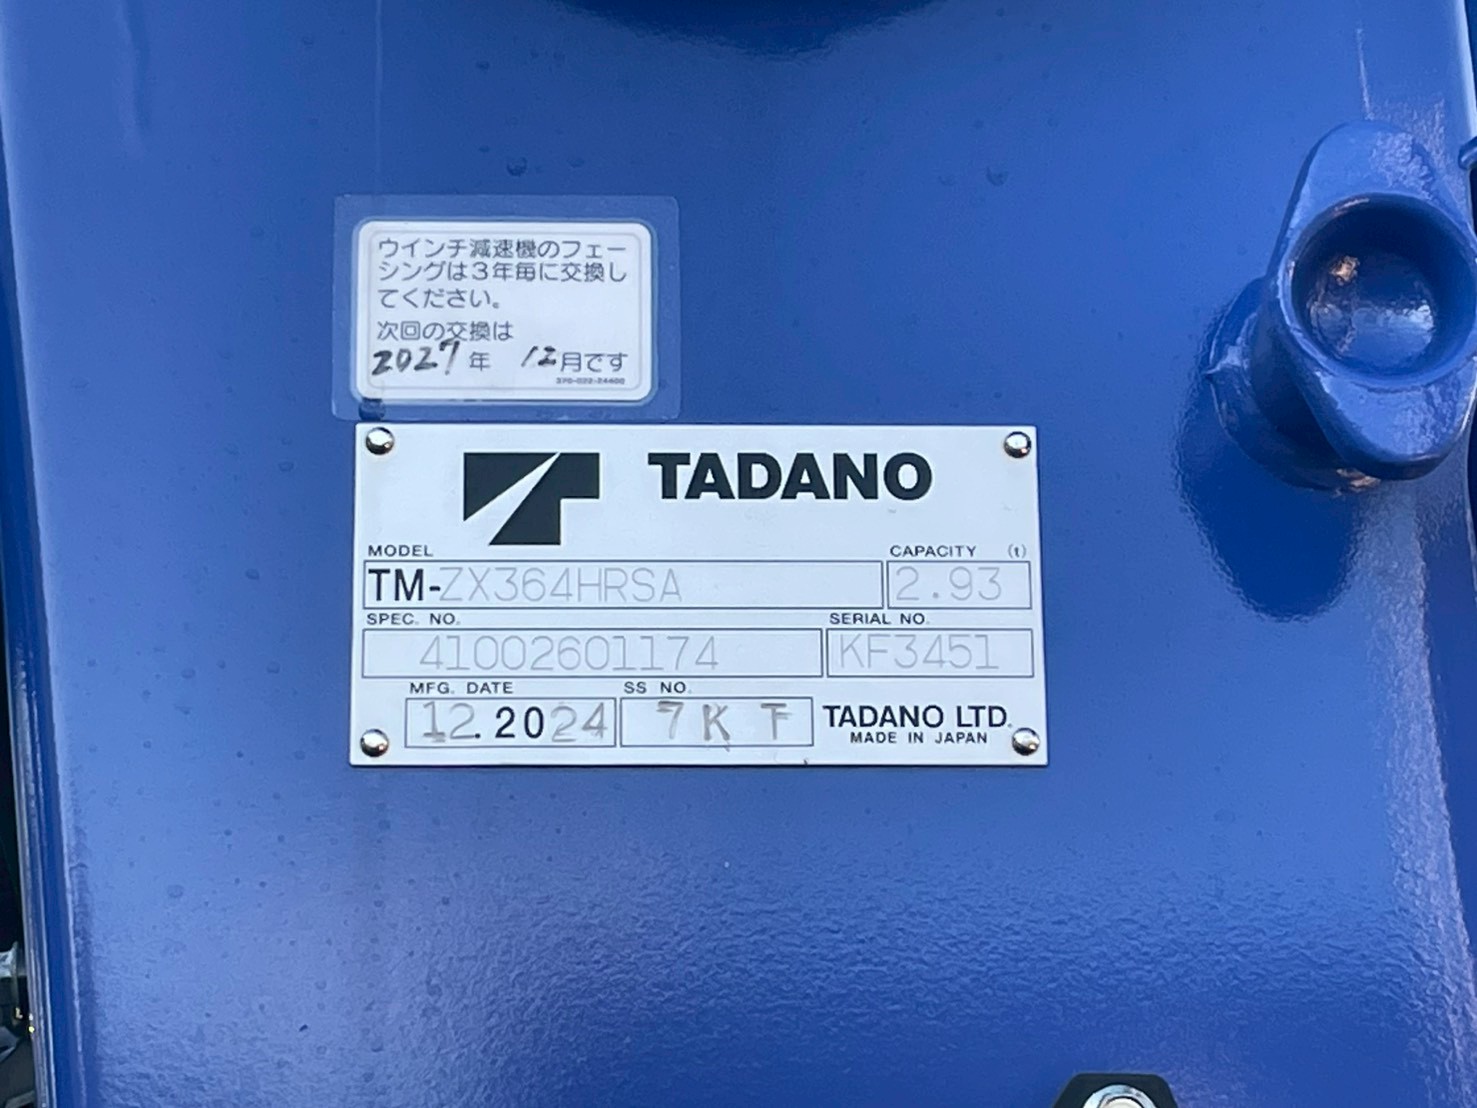 ウインチ減速機のフェー
シングは3年毎に交換し
てください。
次回の交換は
2027年 12月です
370-022-24400
TADANO
MODEL CAPACITY (t)
TM-ZX364HRSA 2.93
SPEC. NO. SERIAL NO.
41002601174 KF3451
MFG. DATE SS NO.
12.2024 7KT TADANO LTD.
MADE IN JAPAN